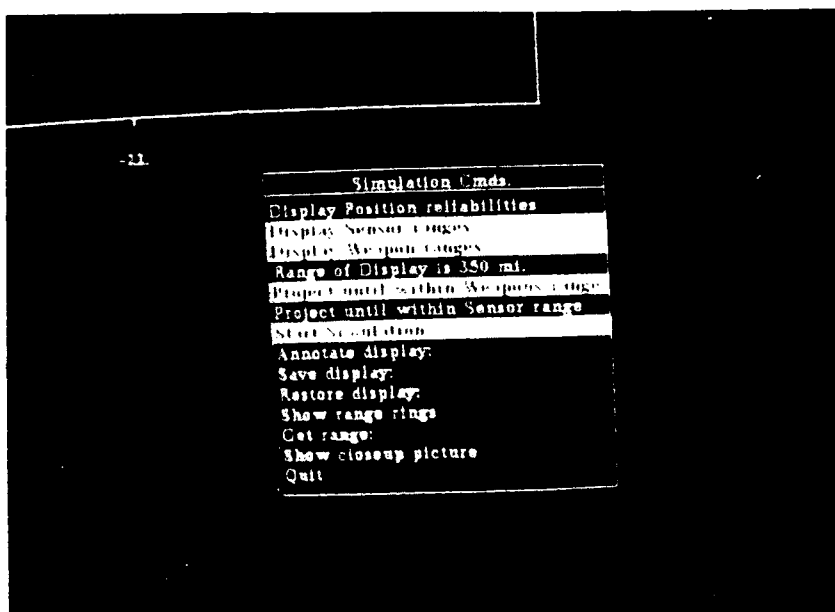 -22.
Simulation Cmds.
Display Position reliabilities
Display Sensor ranges
Display Weapon ranges
Range of Display is 350 mi.
Project until within Weapons range
Project until within Sensor range
Start Simulation
Annotate display:
Save display:
Restore display:
Show range rings
Get range:
Show closeup picture
Quit